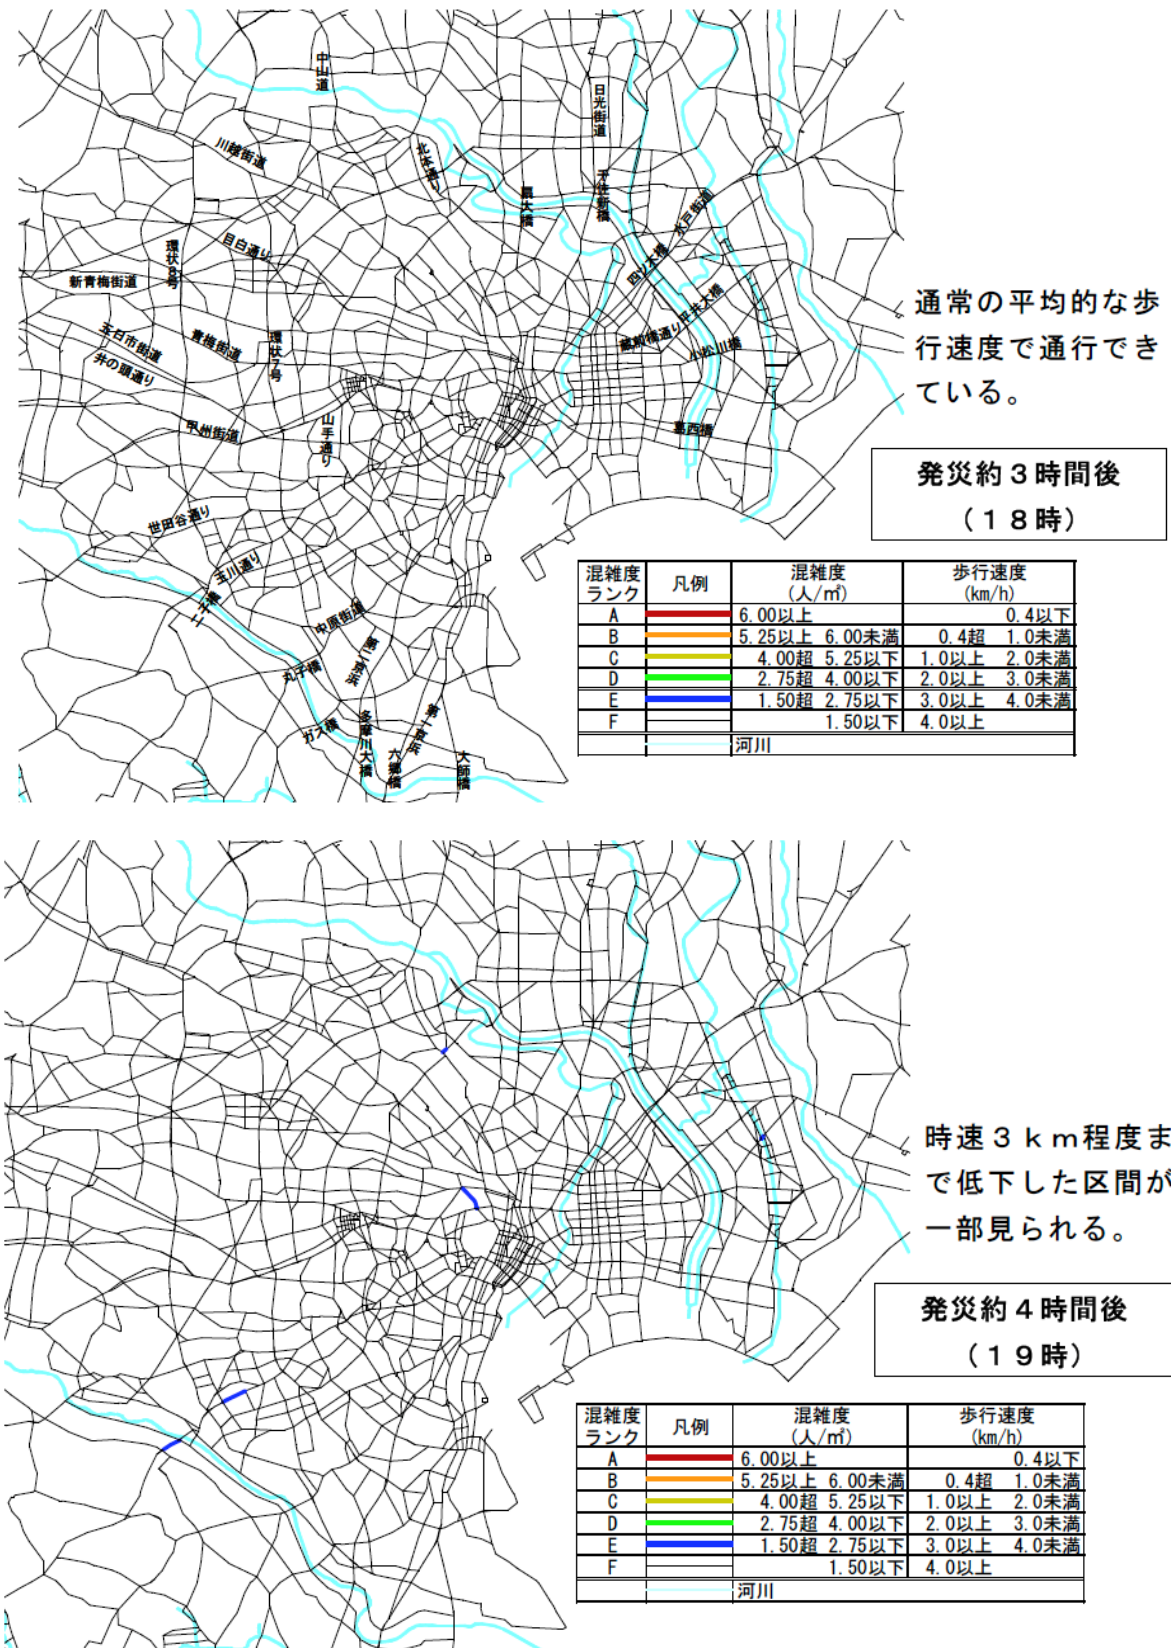 中山道
日光街道
川越街道
北本通り
扇大橋
千住新橋
水戸街道
四ツ木橋
目白通り
環状8号
新青梅街道
平井大橋
蔵前橋通り
小松川橋
五日市街道
青梅街道
環状7号
井の頭通り
甲州街道
山手通り
葛西橋
世田谷通り
玉川通り
二子橋
中原街道
第二京浜
丸子橋
ガス橋
多摩川大橋
第一京浜
六郷橋
大師橋
通常の平均的な歩
行速度で通行でき
ている。
発災約3時間後
(18時)
混雑度ランク 凡例 混雑度(人/㎡) 歩行速度(km/h)
A 6.00以上 0.4以下
B 5.25以上 6.00未満 0.4超 1.0未満
C 4.00超 5.25以下 1.0以上 2.0未満
D 2.75超 4.00以下 2.0以上 3.0未満
E 1.50超 2.75以下 3.0以上 4.0未満
F 1.50以下 4.0以上
河川
時速3km程度ま
で低下した区間が
一部見られる。
発災約4時間後
(19時)
混雑度ランク 凡例 混雑度(人/㎡) 歩行速度(km/h)
A 6.00以上 0.4以下
B 5.25以上 6.00未満 0.4超 1.0未満
C 4.00超 5.25以下 1.0以上 2.0未満
D 2.75超 4.00以下 2.0以上 3.0未満
E 1.50超 2.75以下 3.0以上 4.0未満
F 1.50以下 4.0以上
河川